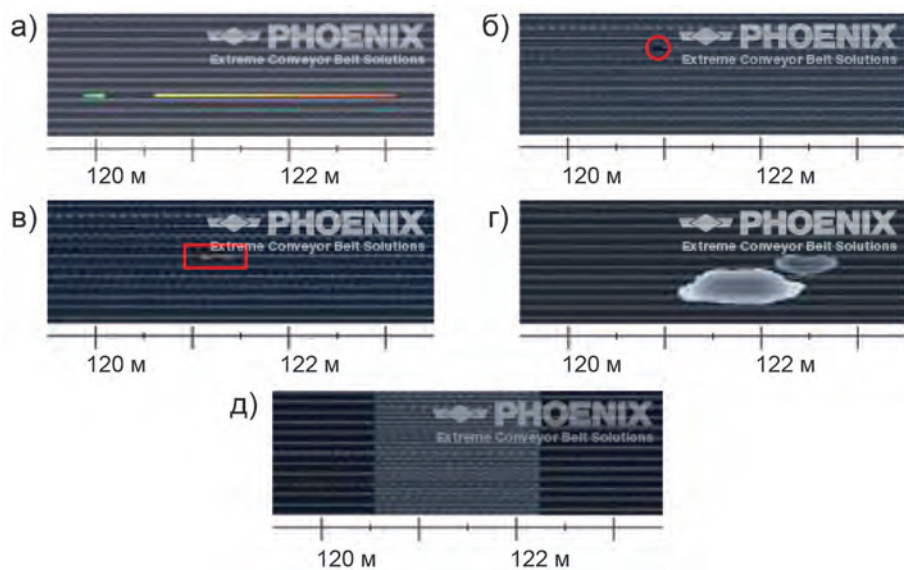 а)
PHOENIX
Extreme Conveyor Belt Solutions
120 м 122 м
б)
PHOENIX
Extreme Conveyor Belt Solutions
120 м 122 м
в)
PHOENIX
Extreme Conveyor Belt Solutions
120 м 122 м
г)
PHOENIX
Extreme Conveyor Belt Solutions
120 м 122 м
д)
PHOENIX
Extreme Conveyor Belt Solutions
120 м 122 м